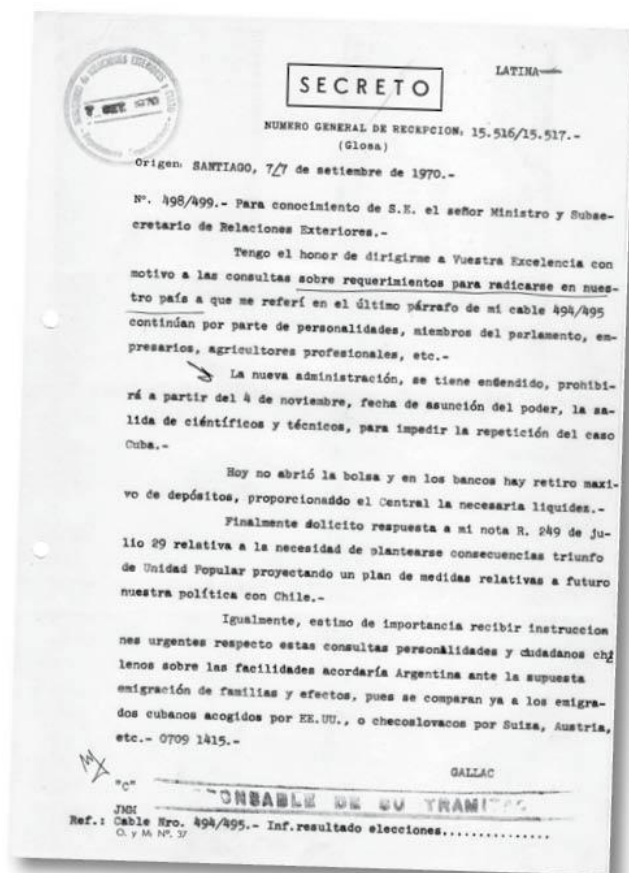 LATINA
SECRETO
NUMERO GENERAL DE RECEPCION: 15.516/15.517.-
(Glosa)
Origen: SANTIAGO, 7/7 de setiembre de 1970.-
Nº. 498/499.- Para conocimiento de S.E. el señor Ministro y Subse-
cretario de Relaciones Exteriores.-
Tengo el honor de dirigirme a Vuestra Excelencia con
motivo a las consultas sobre requerimientos para radicarse en nues-
tro país a que me referí en el último párrafo de mi cable 494/495
continúan por parte de personalidades, miembros del parlamento, em-
presarios, agricultores profesionales, etc.-
La nueva administración, se tiene endendido, prohibi-
rá a partir del 4 de noviembre, fecha de asunción del poder, la sa-
lida de ciéntíficos y técnicos, para impedir la repetición del caso
Cuba.-
Hoy no abrió la bolsa y en los bancos hay retiro maxi-
vo de depósitos, proporcionando el Central la necesaria liquidez.-
Finalmente solicito respuesta a mi nota R. 249 de ju-
lio 29 relativa a la necesidad de plantearse consecuencias triunfo
de Unidad Popular proyectando un plan de medidas relativas a futuro
nuestra política con Chile.-
Igualmente, estimo de importancia recibir instruccion
nes urgentes respecto estas consultas personalidades y ciudadanos chi
lenos sobre las facilidades acordaría Argentina ante la supuesta
emigración de familias y efectos, pues se comparan ya a los emigra-
dos cubanos acogidos por EE.UU., o checoslovacos por Suiza, Austria,
etc.- 0709 1415.-
GALLAC
"C"
ONSABLE DE SU TRAMITE
JMM
Ref.: Cable Nro. 494/495.- Inf.resultado elecciones...............
O. y M. Nº. 37